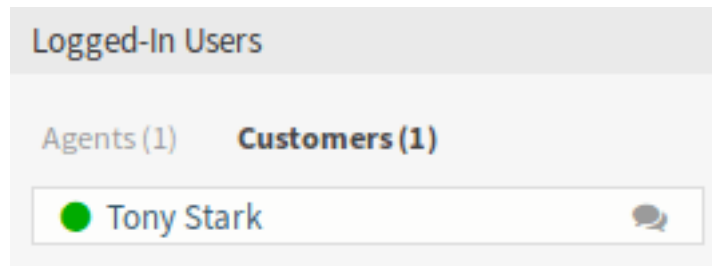 Logged-In Users
Agents (1) Customers (1)
Tony Stark